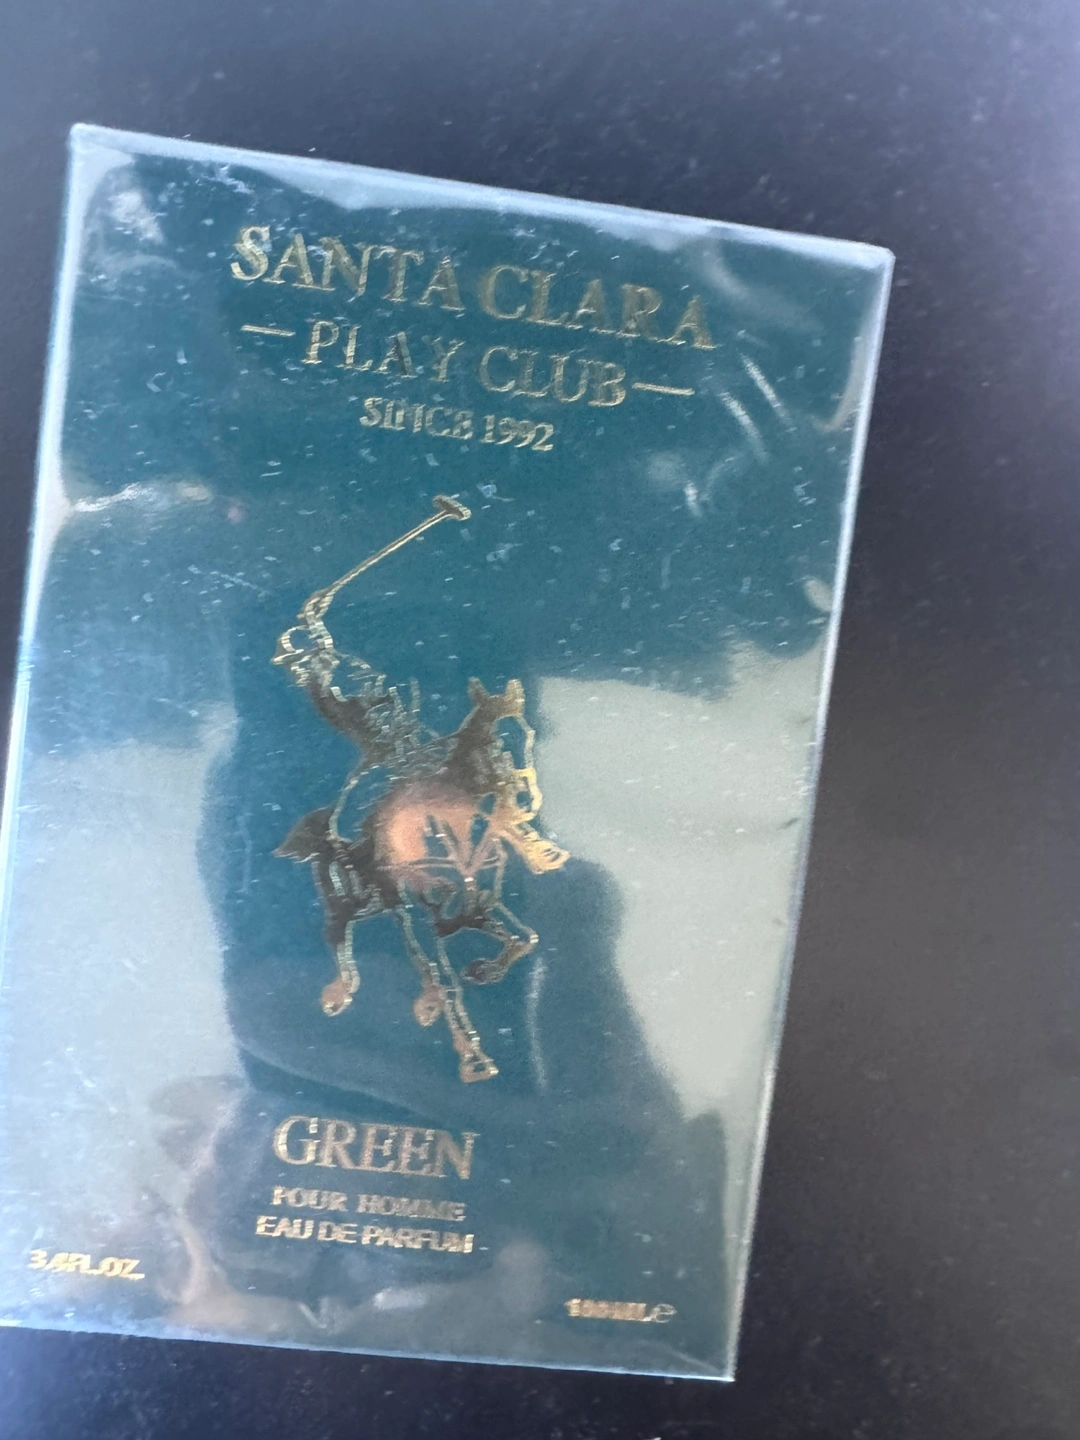 SANTA CLARA
— PLAY CLUB —
SINCE 1992
GREEN
POUR HOMME
EAU DE PARFUM
3.4FL.OZ.
100ML℮